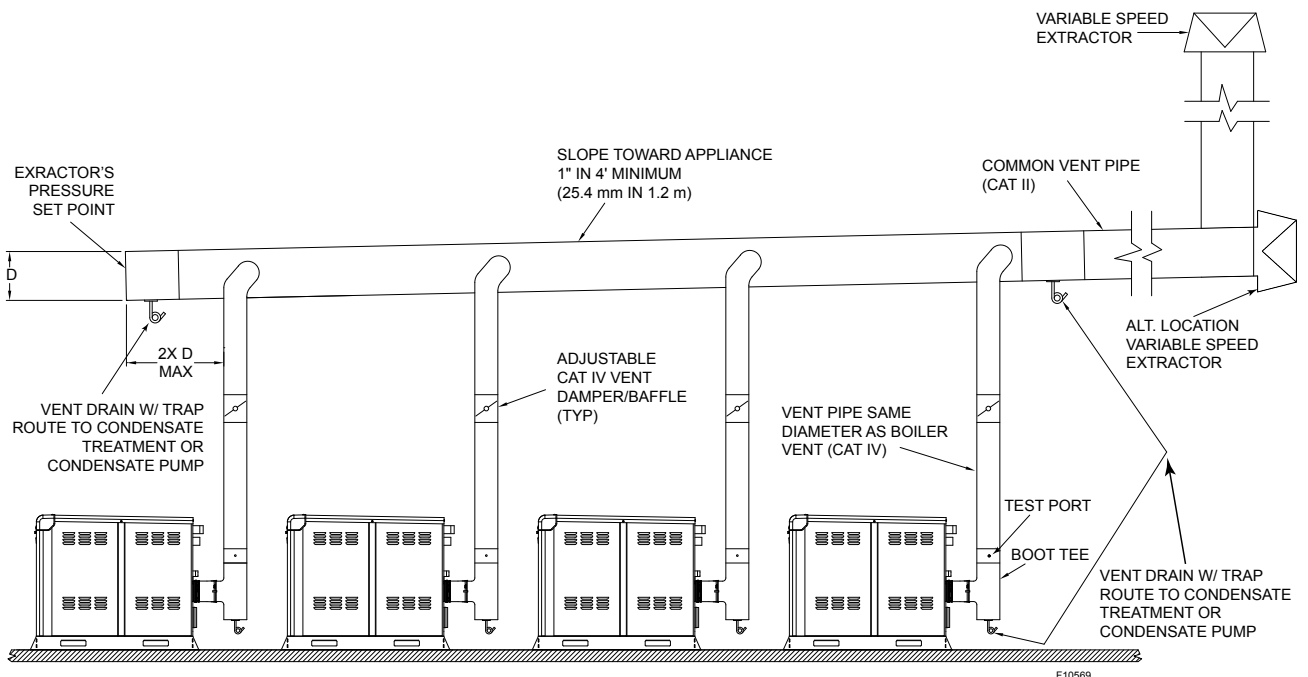 VARIABLE SPEED
EXTRACTOR
SLOPE TOWARD APPLIANCE
1" IN 4' MINIMUM
(25.4 mm IN 1.2 m)
COMMON VENT PIPE
(CAT II)
EXRACTOR'S
PRESSURE
SET POINT
D
2X D
MAX
ALT. LOCATION
VARIABLE SPEED
EXTRACTOR
ADJUSTABLE
CAT IV VENT
DAMPER/BAFFLE
(TYP)
VENT DRAIN W/ TRAP
ROUTE TO CONDENSATE
TREATMENT OR
CONDENSATE PUMP
VENT PIPE SAME
DIAMETER AS BOILER
VENT (CAT IV)
TEST PORT
BOOT TEE
VENT DRAIN W/ TRAP
ROUTE TO CONDENSATE
TREATMENT OR
CONDENSATE PUMP
F10569